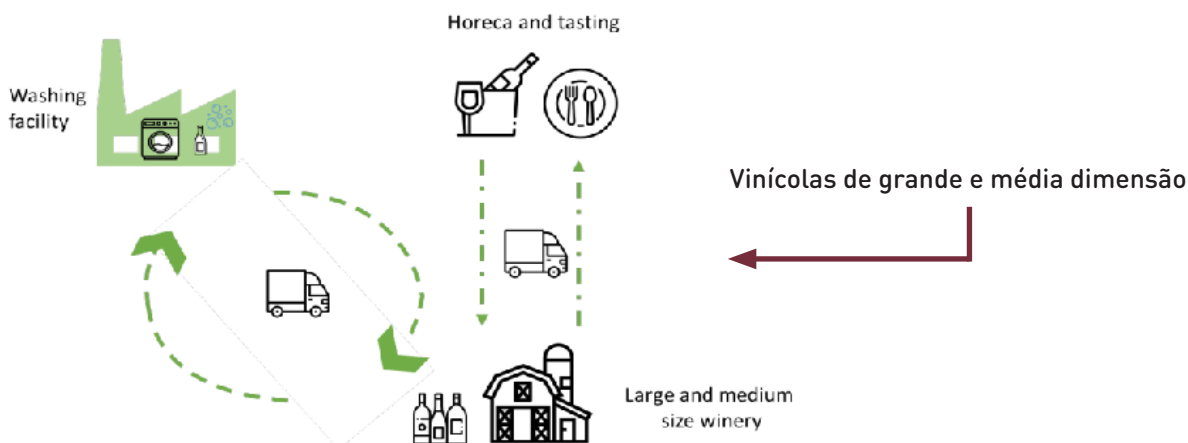 Horeca and tasting
Washing
facility
Vinícolas de grande e média dimensão
Large and medium
size winery